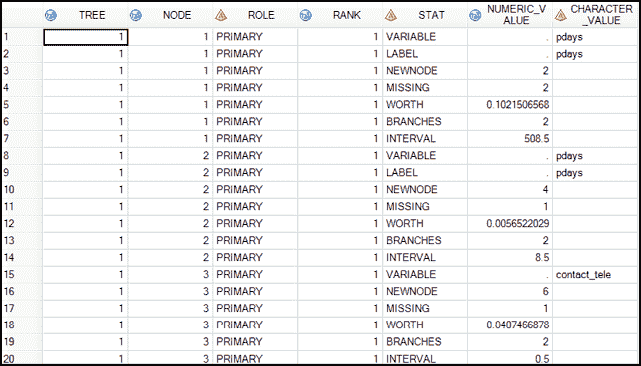 TREE NODE ROLE RANK STAT NUMERIC_V ALUE CHARACTER _VALUE
1 1 1 PRIMARY 1 VARIABLE . pdays
2 1 1 PRIMARY 1 LABEL . pdays
3 1 1 PRIMARY 1 NEWNODE 2
4 1 1 PRIMARY 1 MISSING 2
5 1 1 PRIMARY 1 WORTH 0.1021506568
6 1 1 PRIMARY 1 BRANCHES 2
7 1 1 PRIMARY 1 INTERVAL 508.5
8 1 2 PRIMARY 1 VARIABLE . pdays
9 1 2 PRIMARY 1 LABEL . pdays
10 1 2 PRIMARY 1 NEWNODE 4
11 1 2 PRIMARY 1 MISSING 1
12 1 2 PRIMARY 1 WORTH 0.0056522029
13 1 2 PRIMARY 1 BRANCHES 2
14 1 2 PRIMARY 1 INTERVAL 8.5
15 1 3 PRIMARY 1 VARIABLE . contact_tele
16 1 3 PRIMARY 1 NEWNODE 6
17 1 3 PRIMARY 1 MISSING 1
18 1 3 PRIMARY 1 WORTH 0.0407466878
19 1 3 PRIMARY 1 BRANCHES 2
20 1 3 PRIMARY 1 INTERVAL 0.5